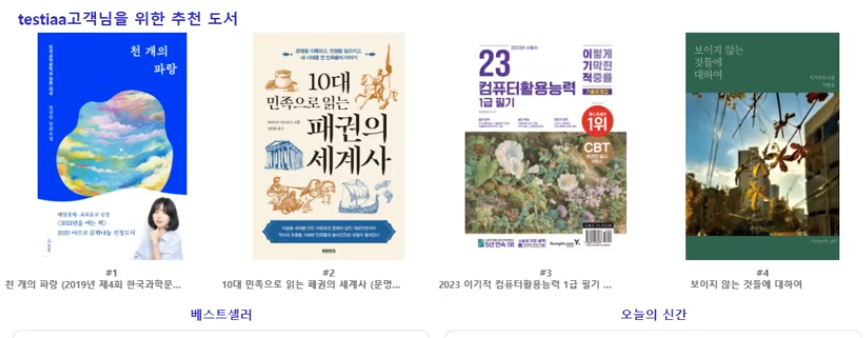 testiaa고객님을 위한 추천 도서
천 개의
파랑
10대
민족으로 읽는
패권의
세계사
23
컴퓨터활용능력
1급 필기
이렇게
기막힌
적중률
1위
CBT
보이지 않는
것들에
대하여
#1
천 개의 파랑 (2019년 제4회 한국과학문...
#2
10대 민족으로 읽는 패권의 세계사 (문명...
#3
2023 이기적 컴퓨터활용능력 1급 필기 ...
#4
보이지 않는 것들에 대하여
베스트셀러
오늘의 신간